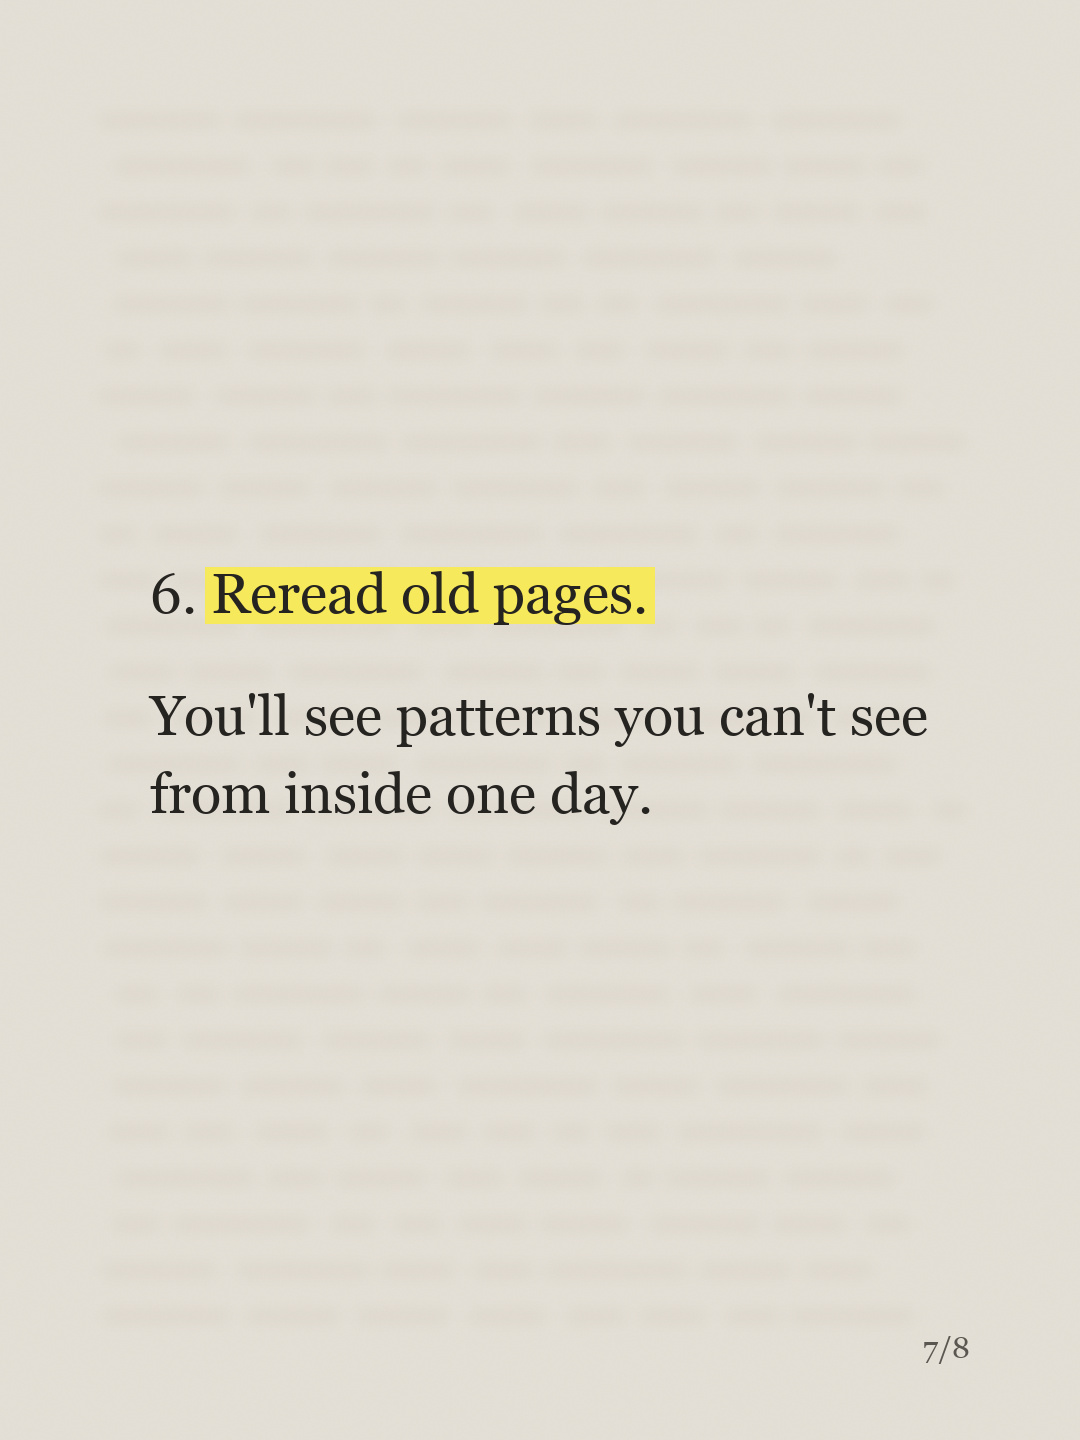 6. Reread old pages.
You'll see patterns you can't see
from inside one day.
7/8